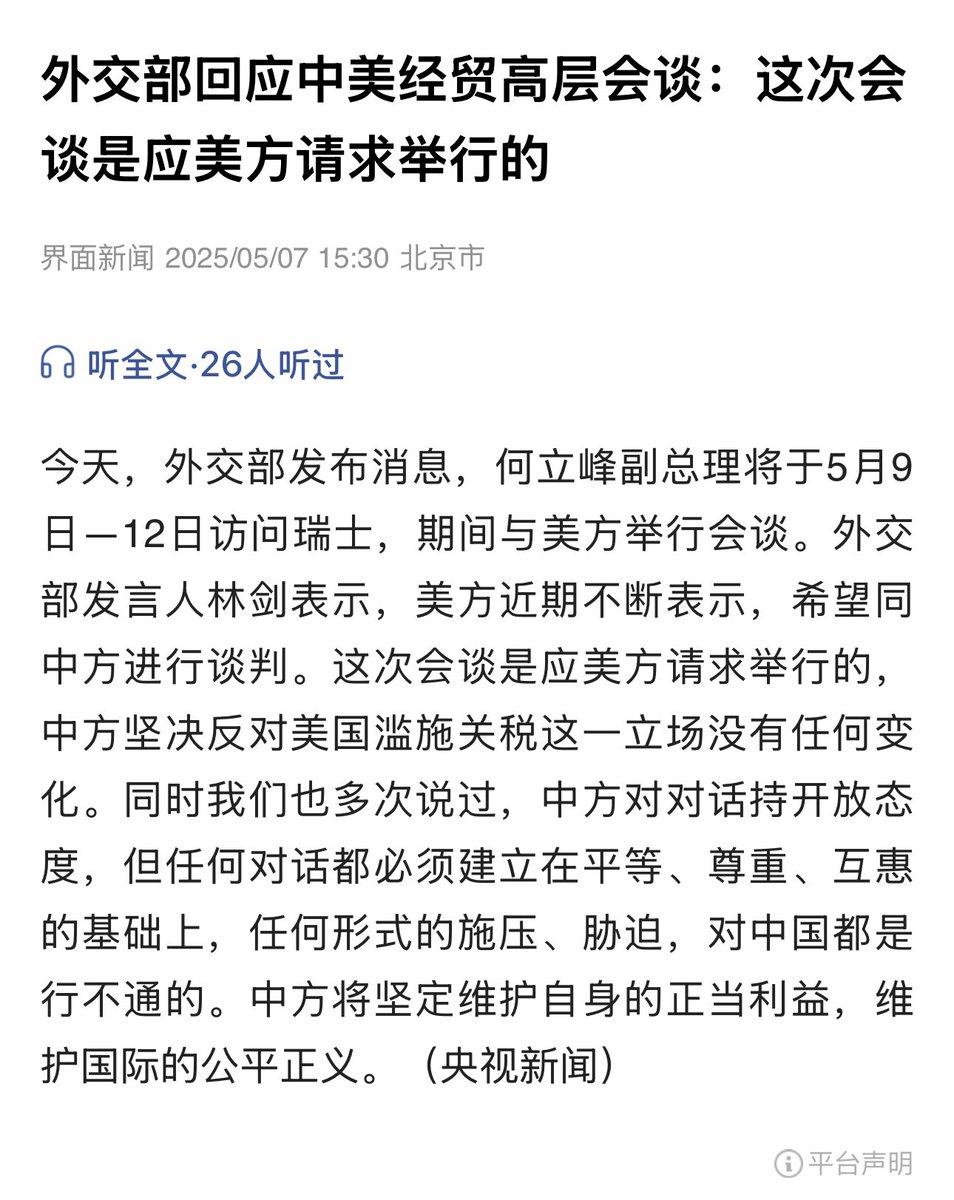 外交部回应中美经贸高层会谈：这次会
谈是应美方请求举行的
界面新闻 2025/05/07 15:30 北京市
听全文·26人听过
今天，外交部发布消息，何立峰副总理将于5月9
日—12日访问瑞士，期间与美方举行会谈。外交
部发言人林剑表示，美方近期不断表示，希望同
中方进行谈判。这次会谈是应美方请求举行的，
中方坚决反对美国滥施关税这一立场没有任何变
化。同时我们也多次说过，中方对对话持开放态
度，但任何对话都必须建立在平等、尊重、互惠
的基础上，任何形式的施压、胁迫，对中国都是
行不通的。中方将坚定维护自身的正当利益，维
护国际的公平正义。（央视新闻）
平台声明